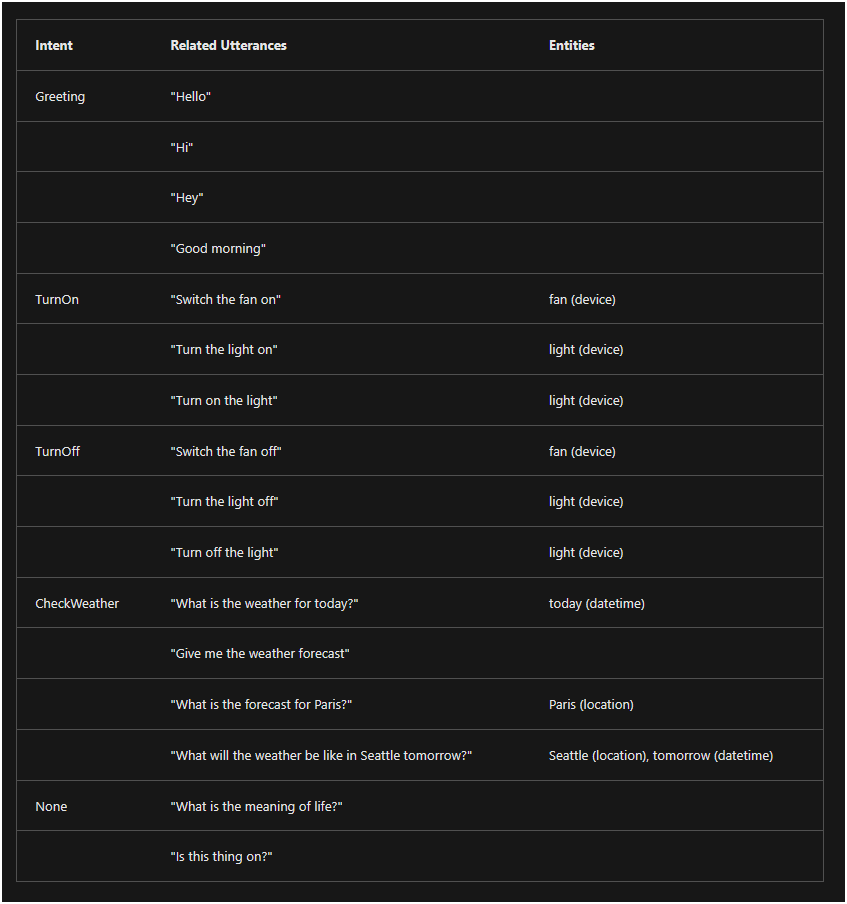 Intent Related Utterances Entities
Greeting "Hello"
"Hi"
"Hey"
"Good morning"
TurnOn "Switch the fan on" fan (device)
"Turn the light on" light (device)
"Turn on the light" light (device)
TurnOff "Switch the fan off" fan (device)
"Turn the light off" light (device)
"Turn off the light" light (device)
CheckWeather "What is the weather for today?" today (datetime)
"Give me the weather forecast"
"What is the forecast for Paris?" Paris (location)
"What will the weather be like in Seattle tomorrow?" Seattle (location), tomorrow (datetime)
None "What is the meaning of life?"
"Is this thing on?"